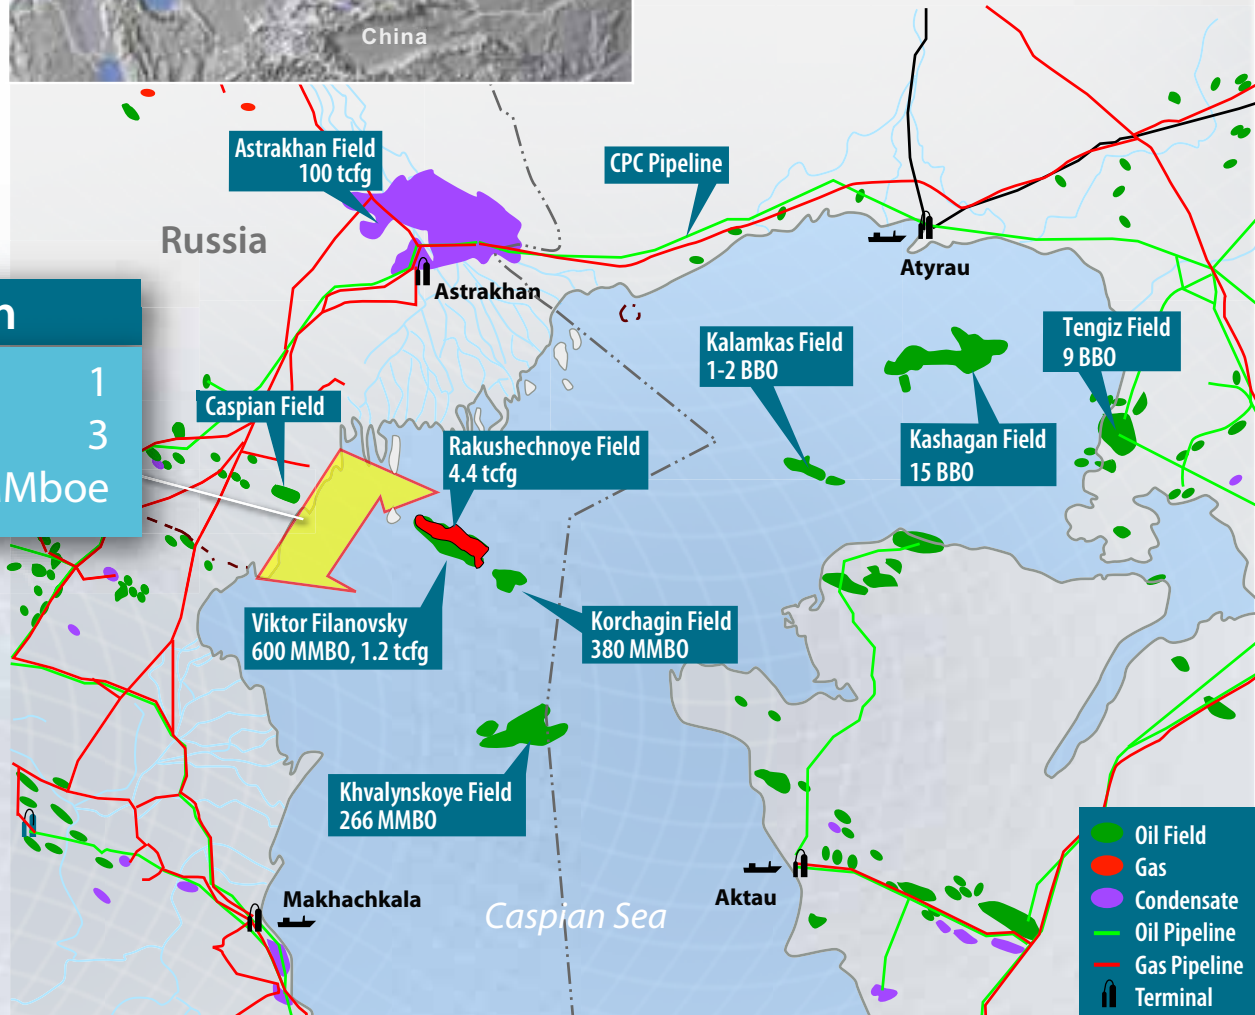 China
Astrakhan Field
100 tcfg
CPC Pipeline
Russia
Astrakhan
Atyrau
n
1
3
Mboe
Kalamkas Field
1-2 BBO
Tengiz Field
9 BBO
Caspian Field
Rakushechnoye Field
4.4 tcfg
Kashagan Field
15 BBO
Viktor Filanovsky
600 MMBO, 1.2 tcfg
Korchagin Field
380 MMBO
Khvalynskoye Field
266 MMBO
Makhachkala
Caspian Sea
Aktau
Oil Field
Gas
Condensate
Oil Pipeline
Gas Pipeline
Terminal